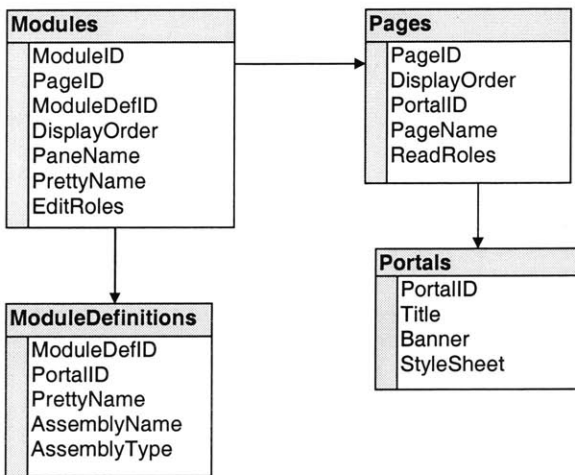 Modules
ModuleID
PageID
ModuleDefID
DisplayOrder
PaneName
PrettyName
EditRoles
Pages
PageID
DisplayOrder
PortalID
PageName
ReadRoles
ModuleDefinitions
ModuleDefID
PortalID
PrettyName
AssemblyName
AssemblyType
Portals
PortalID
Title
Banner
StyleSheet